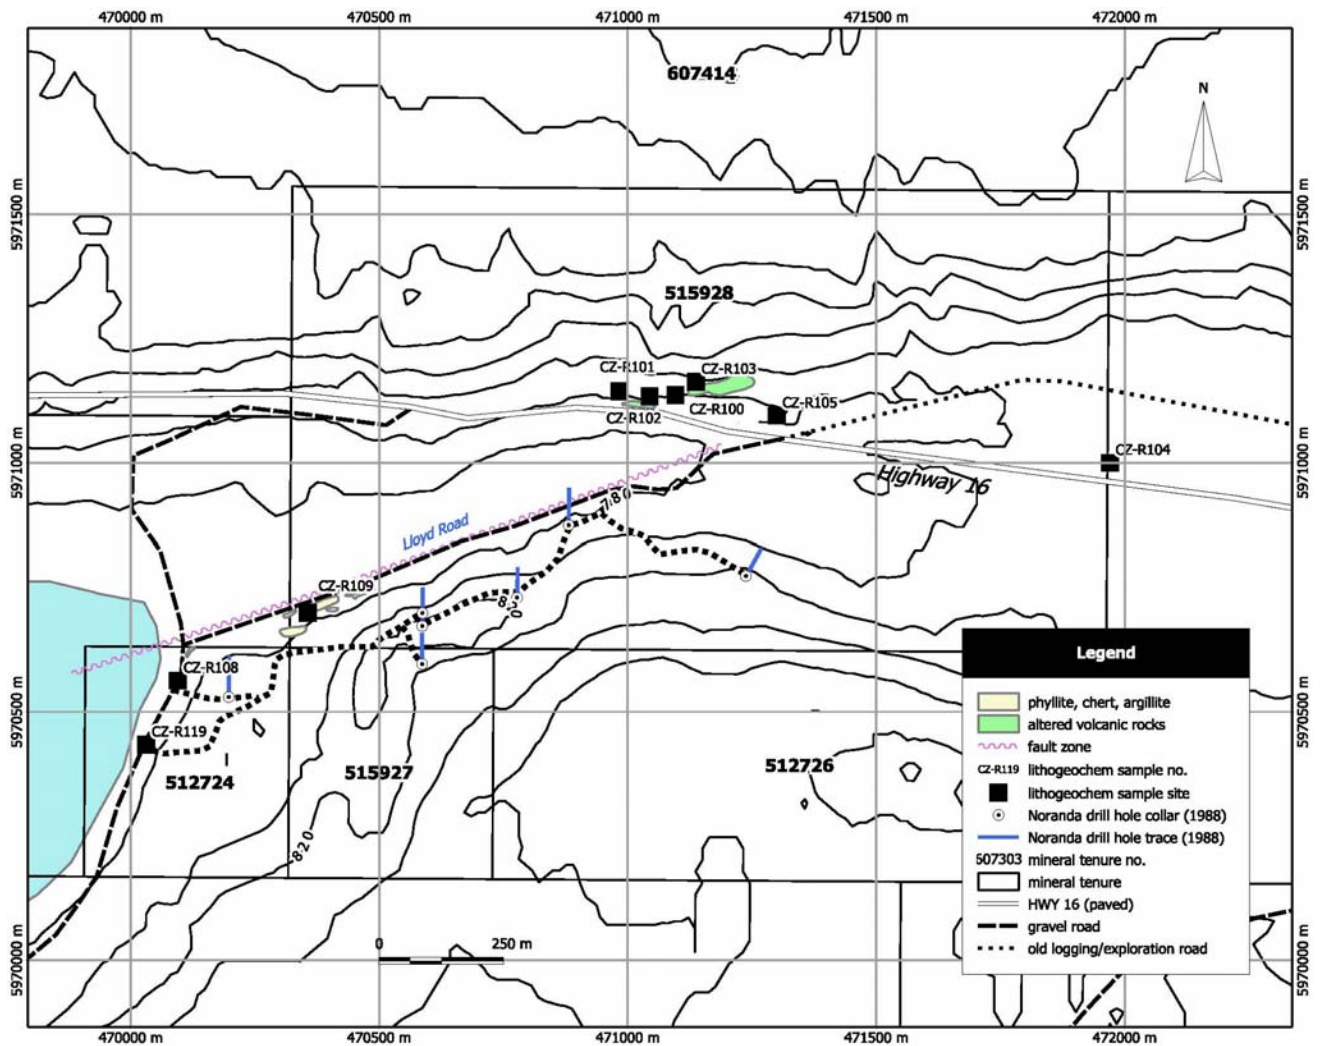 470000 m
470500 m
471000 m
471500 m
472000 m
607414
N
5971500 m
5971500 m
515928
CZ-R101
CZ-R103
CZ-R100
CZ-R102
CZ-R105
5971000 m
CZ-R104
5971000 m
Highway 16
780
Lloyd Road
CZ-R109
820
CZ-R108
CZ-R119
5970500 m
5970500 m
512724
515927
512726
820
Legend
phyllite, chert, argillite
altered volcanic rocks
fault zone
CZ-R119 lithogeochem sample no.
lithogeochem sample site
Noranda drill hole collar (1988)
Noranda drill hole trace (1988)
607303 mineral tenure no.
mineral tenure
HWY 16 (paved)
gravel road
old logging/exploration road
0 250 m
5970000 m
5970000 m
470000 m
470500 m
471000 m
471500 m
472000 m